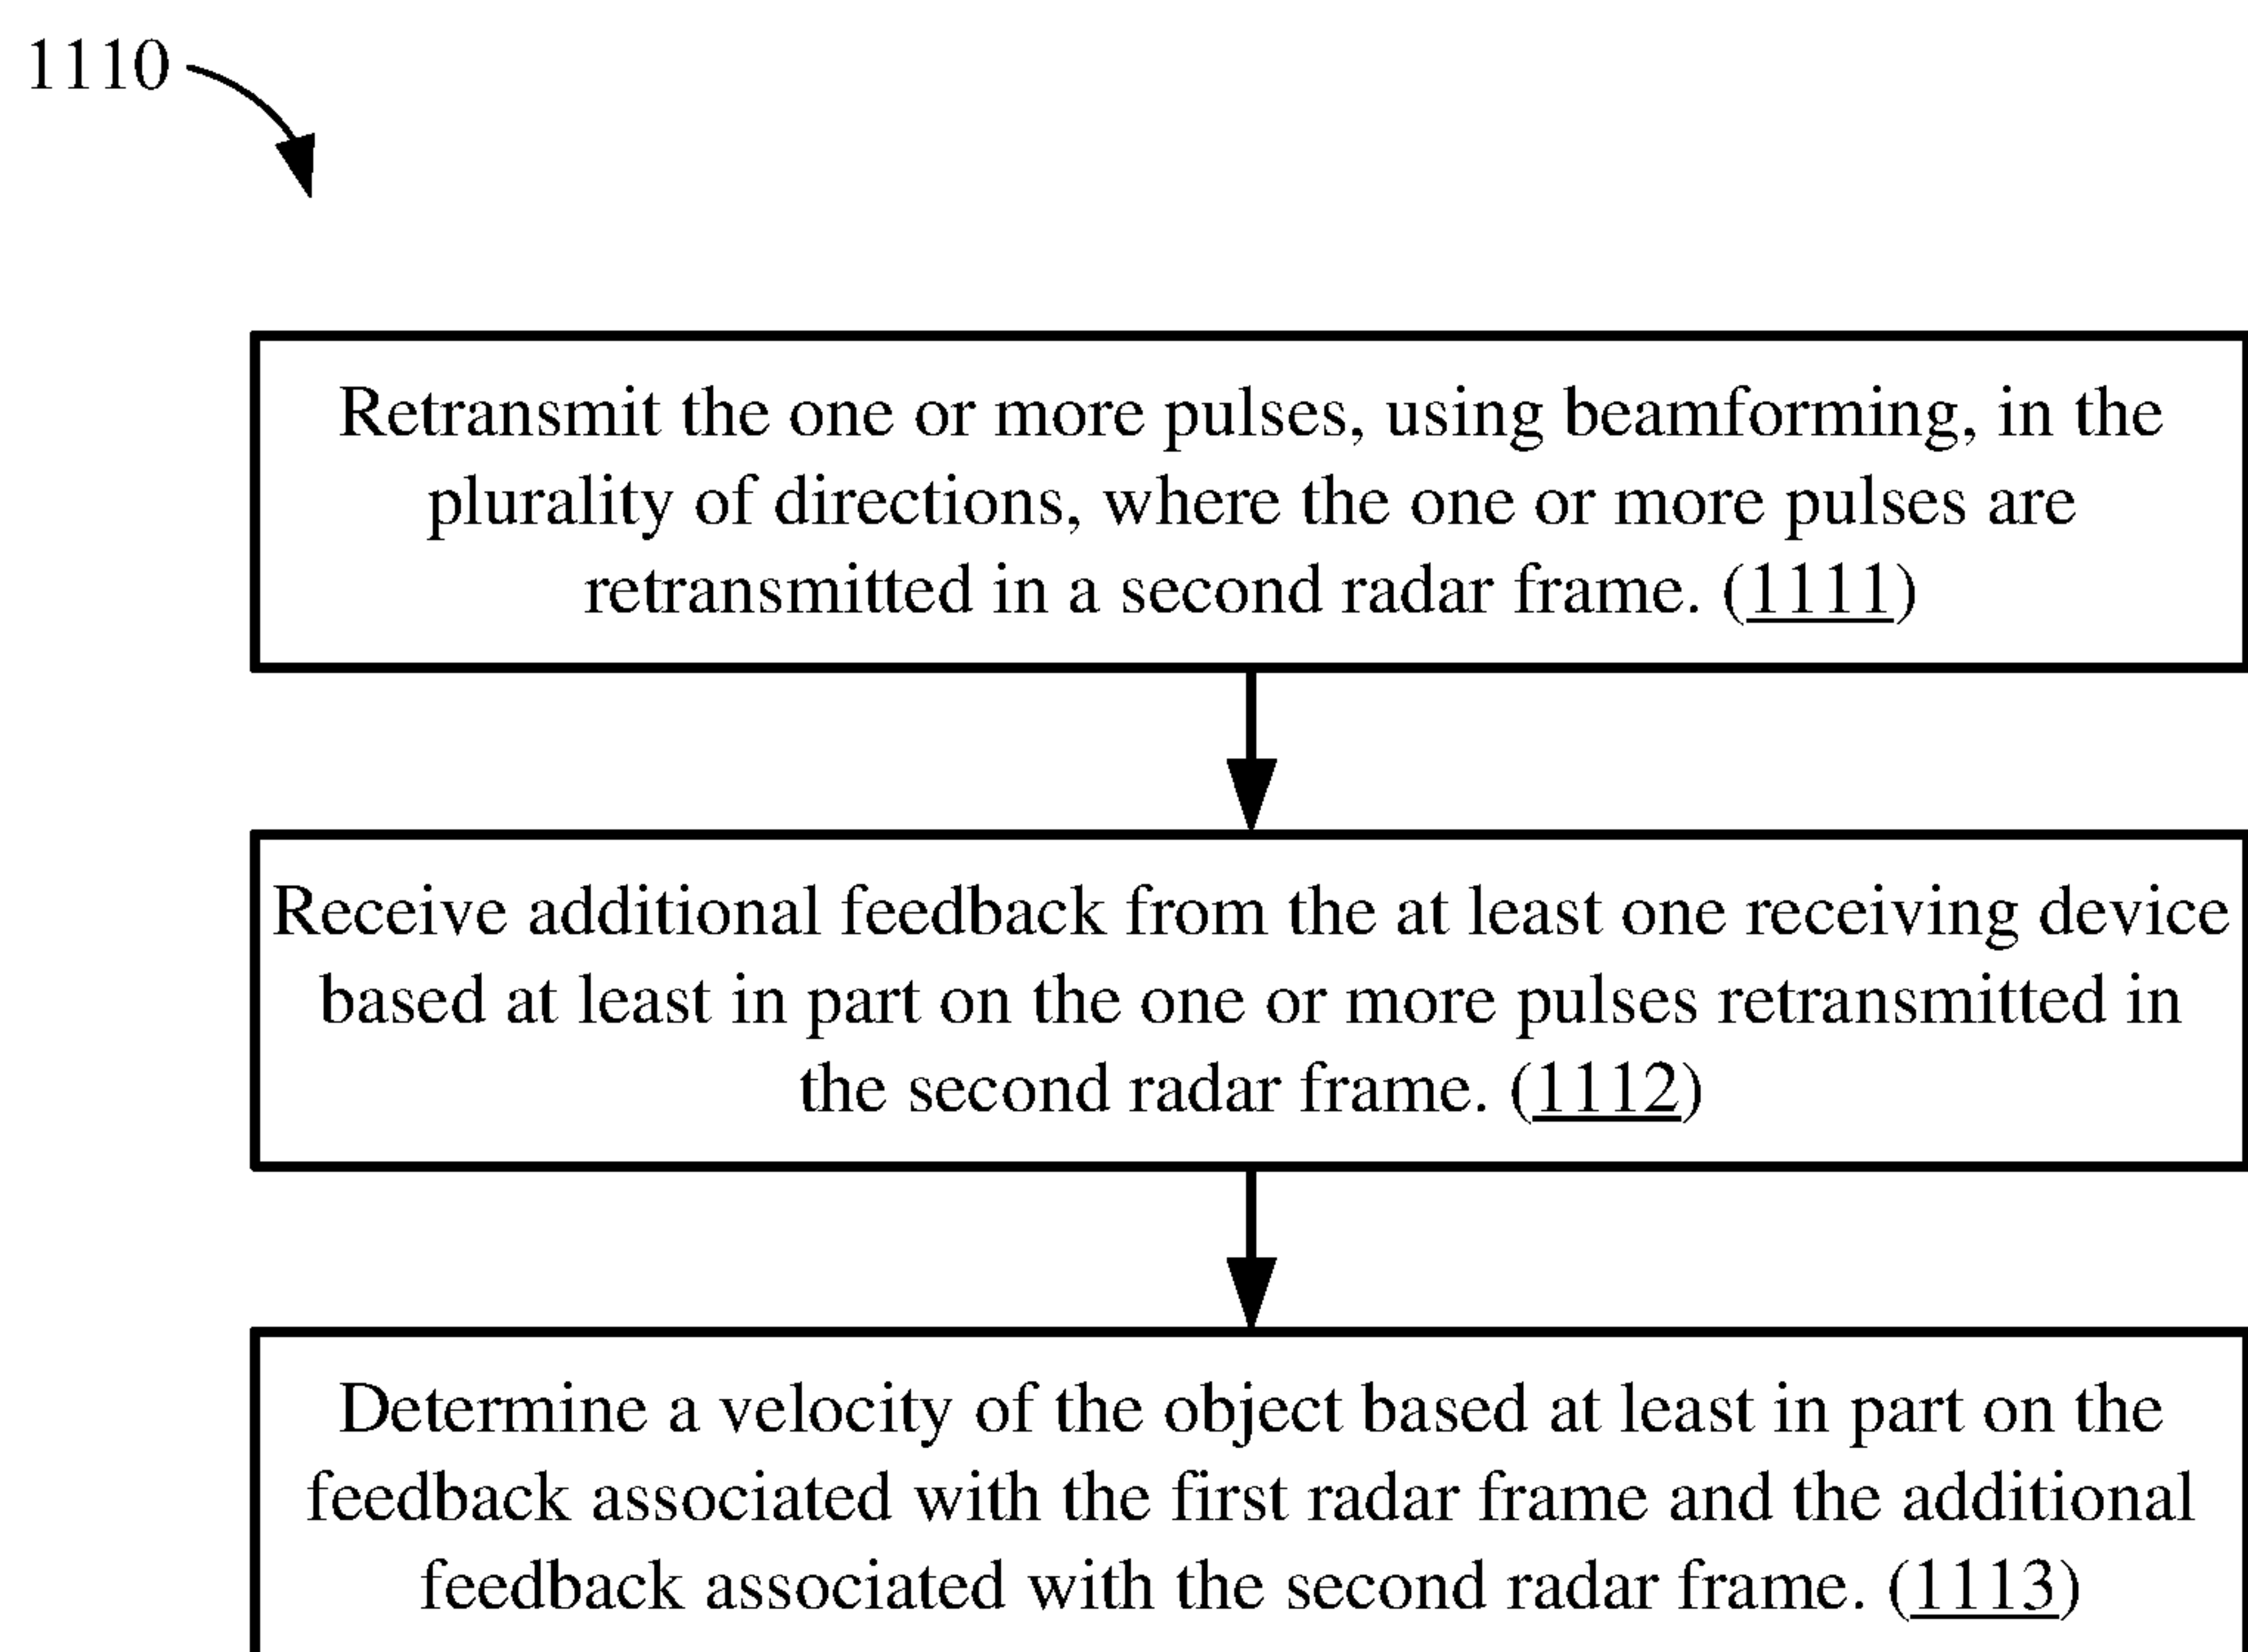 1110
Retransmit the one or more pulses, using beamforming, in the
plurality of directions, where the one or more pulses are
retransmitted in a second radar frame. (1111)
Receive additional feedback from the at least one receiving device
based at least in part on the one or more pulses retransmitted in
the second radar frame. (1112)
Determine a velocity of the object based at least in part on the
feedback associated with the first radar frame and the additional
feedback associated with the second radar frame. (1113)